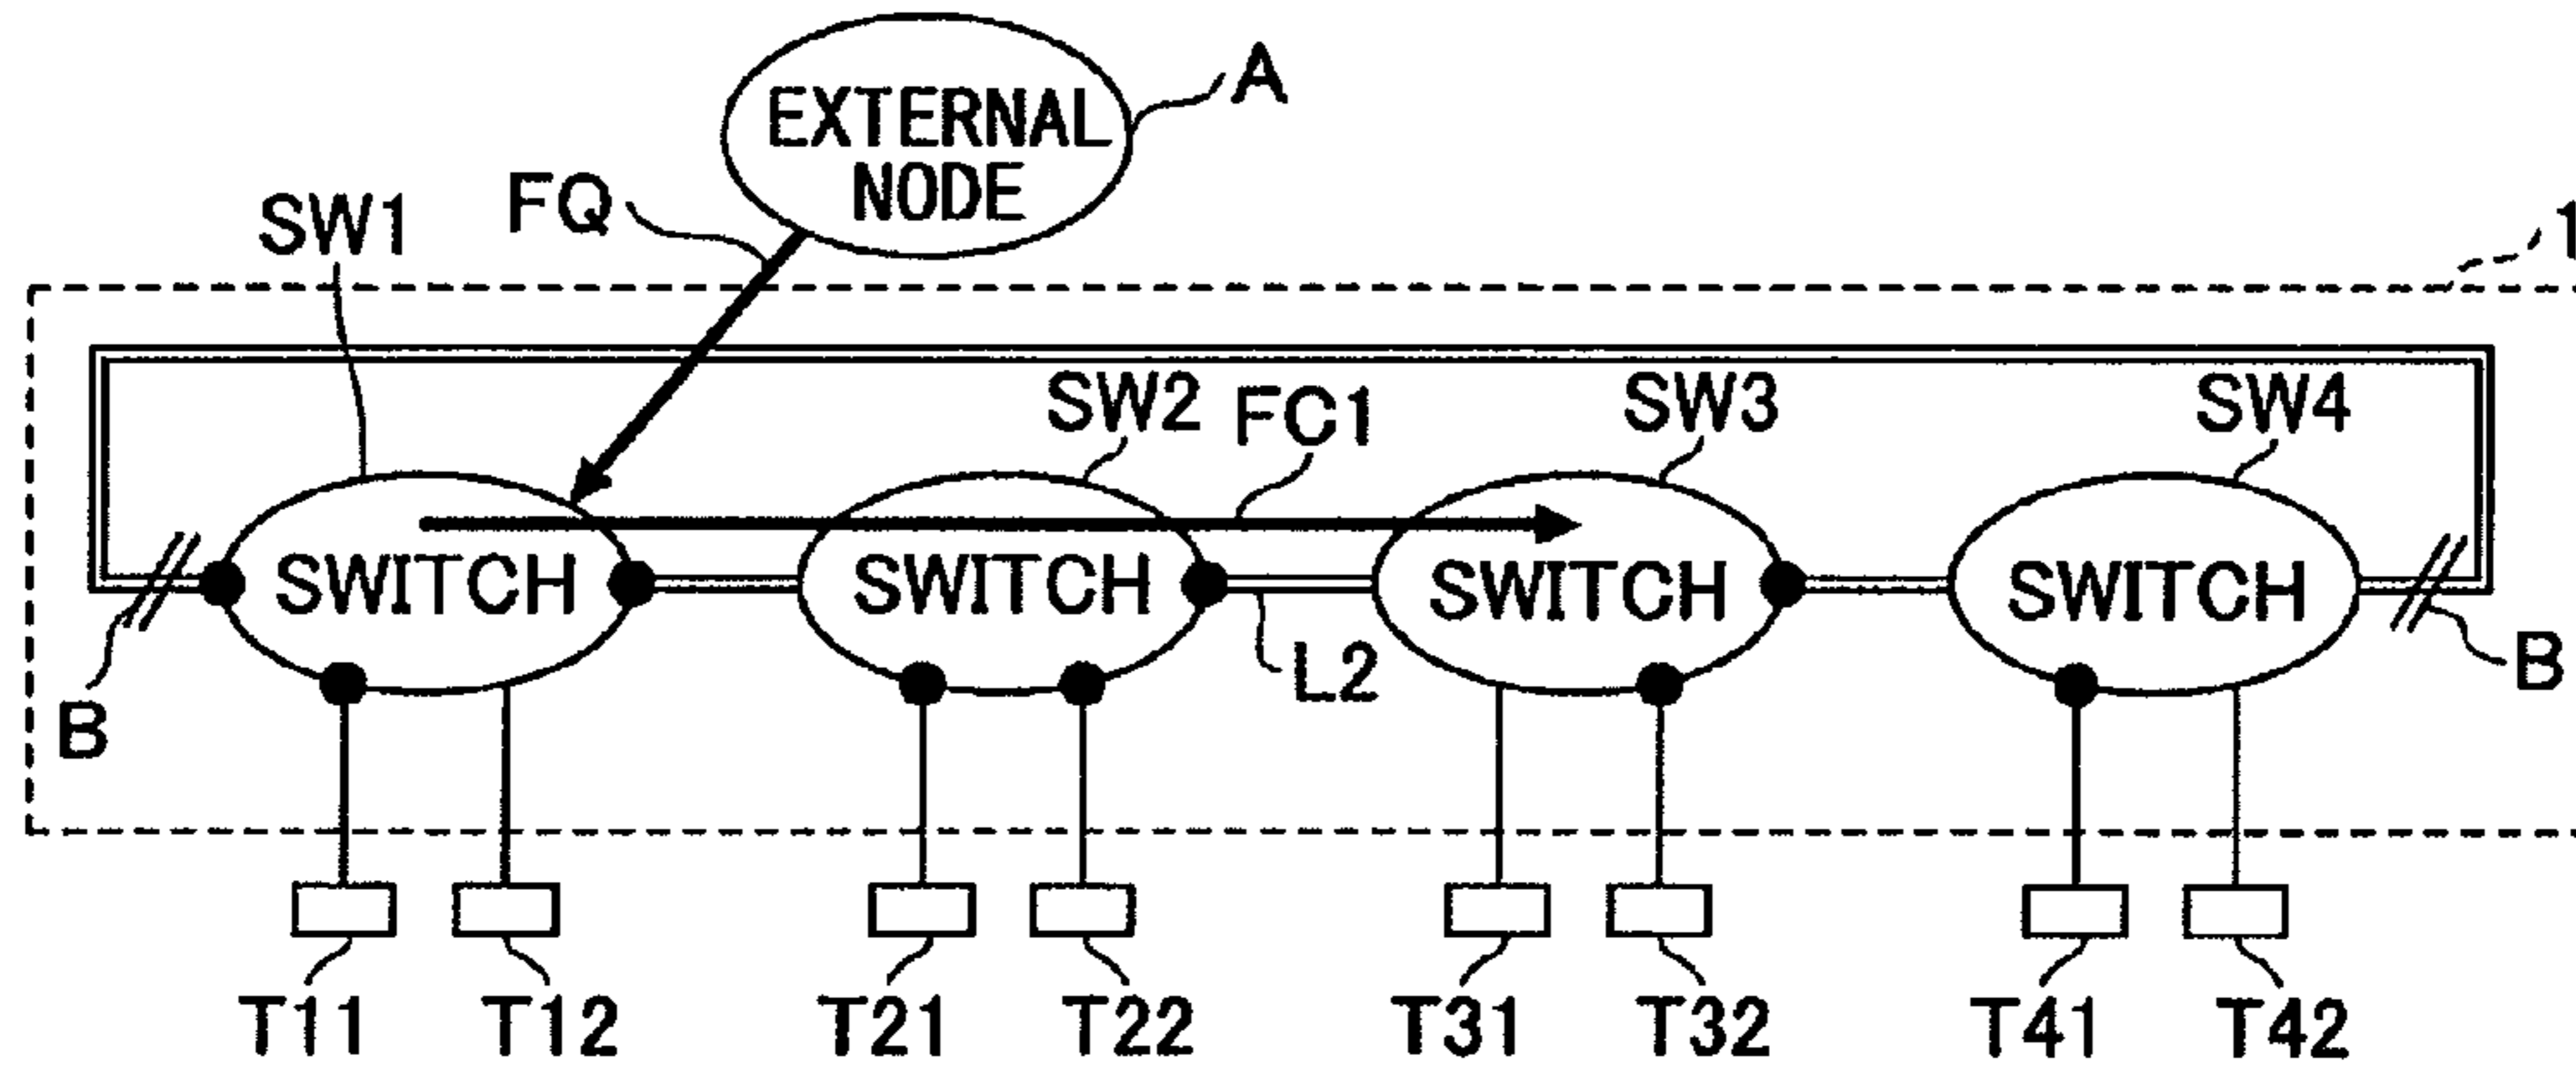 EXTERNAL
NODE
A
FQ
SW1
1
SW2
FC1
SW3
SW4
SWITCH
SWITCH
SWITCH
SWITCH
B
L2
B
T11
T12
T21
T22
T31
T32
T41
T42